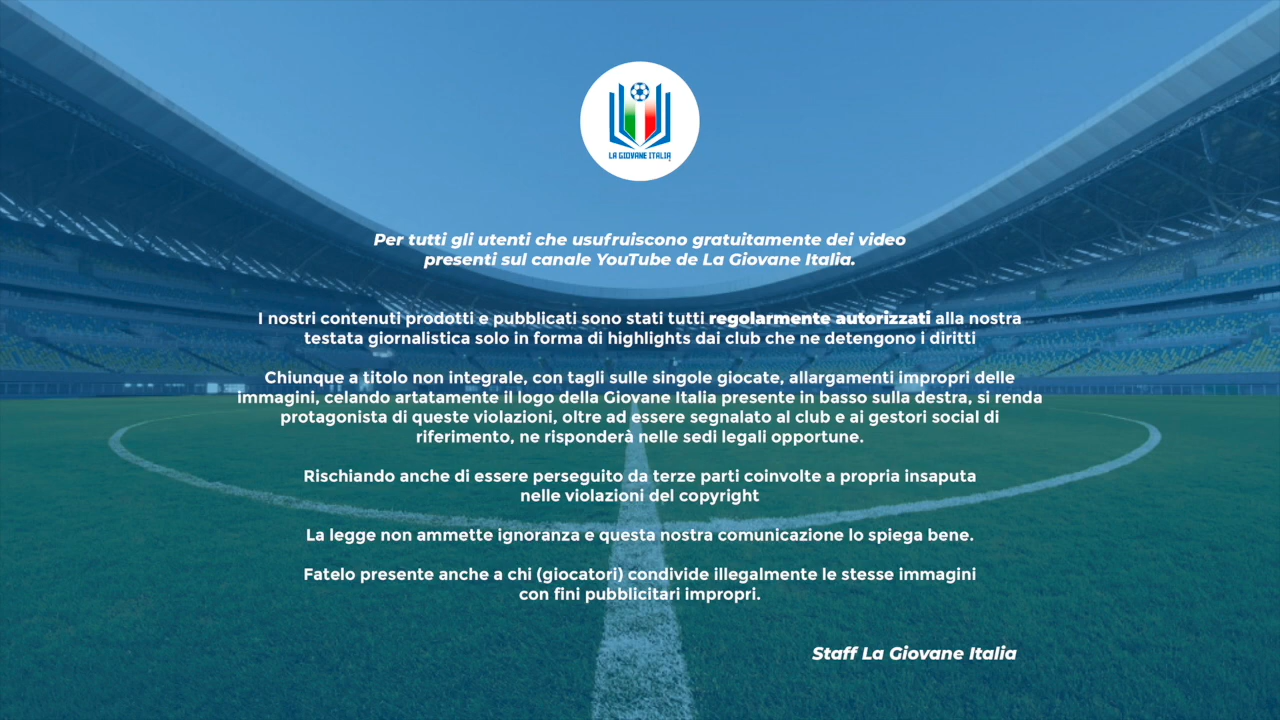 LA GIOVANE ITALIA
Per tutti gli utenti che usufruiscono gratuitamente dei video
presenti sul canale YouTube de La Giovane Italia.
I nostri contenuti prodotti e pubblicati sono stati tutti regolarmente autorizzati alla nostra
testata giornalistica solo in forma di highlights dai club che ne detengono i diritti
Chiunque a titolo non integrale, con tagli sulle singole giocate, allargamenti impropri delle
immagini, celando artatamente il logo della Giovane Italia presente in basso sulla destra, si renda
protagonista di queste violazioni, oltre ad essere segnalato al club e ai gestori social di
riferimento, ne risponderà nelle sedi legali opportune.
Rischiando anche di essere perseguito da terze parti coinvolte a propria insaputa
nelle violazioni del copyright
La legge non ammette ignoranza e questa nostra comunicazione lo spiega bene.
Fatelo presente anche a chi (giocatori) condivide illegalmente le stesse immagini
con fini pubblicitari impropri.
Staff La Giovane Italia